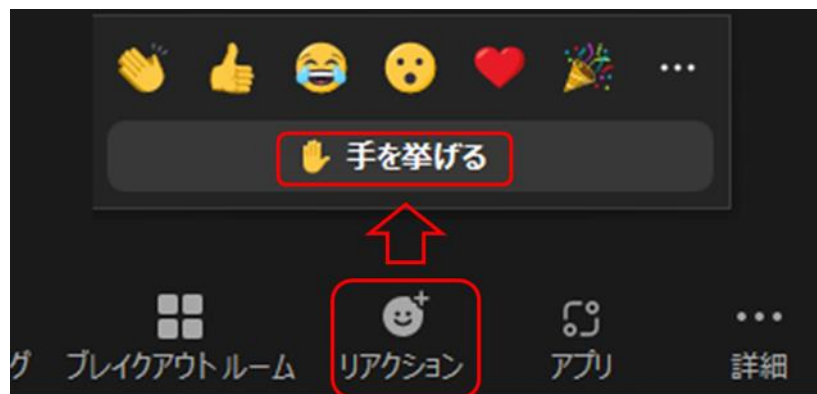 手を挙げる
グ
ブレイクアウト ルーム
リアクション
アプリ
詳細